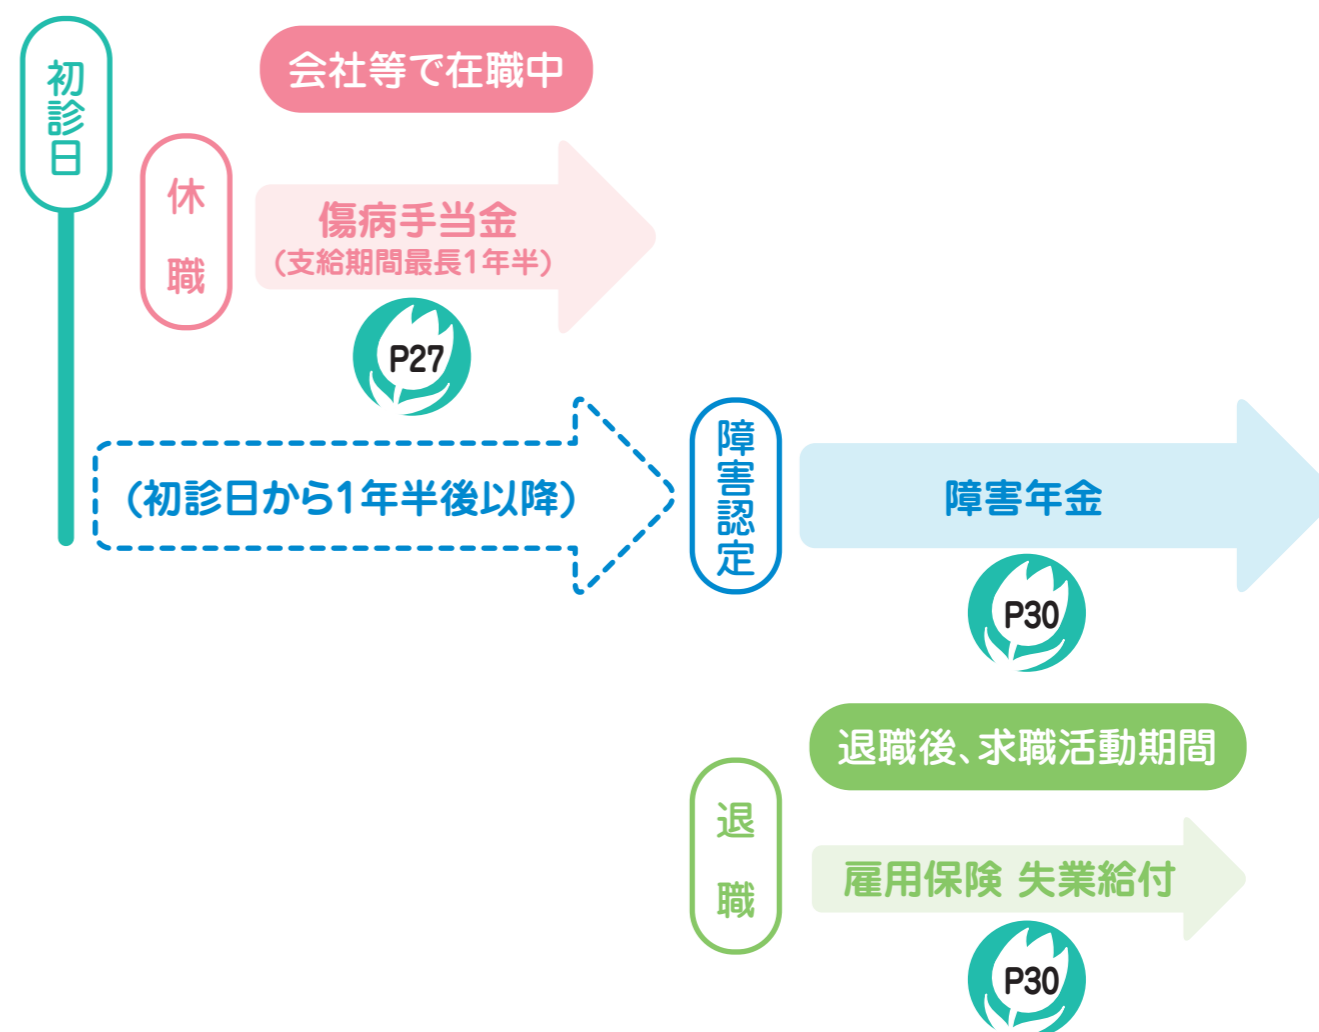 初診日
会社等で在職中
休職
傷病手当金
(支給期間最長1年半)
P27
(初診日から1年半後以降)
障害認定
障害年金
P30
退職後、求職活動期間
退職
雇用保険 失業給付
P30